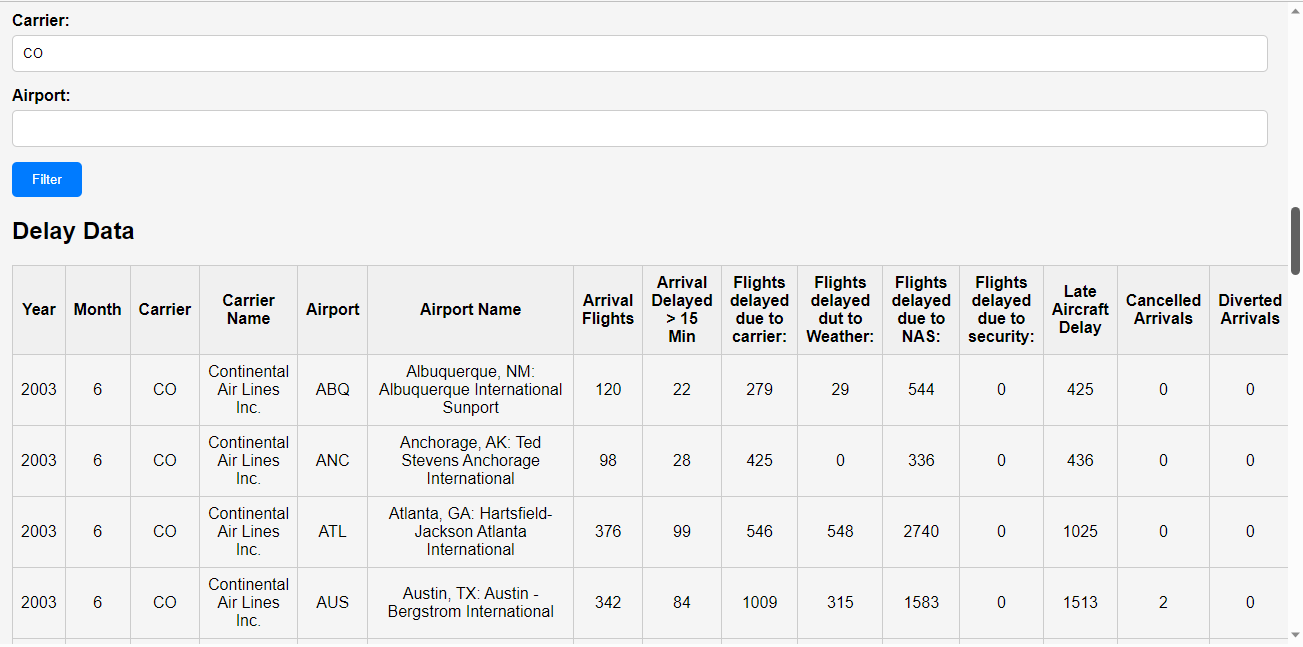 Carrier:
CO
Airport:
Filter
Delay Data
Year Month Carrier Carrier Name Airport Airport Name Arrival Flights Arrival Delayed > 15 Min Flights delayed due to carrier: Flights delayed dut to Weather: Flights delayed due to NAS: Flights delayed due to security: Late Aircraft Delay Cancelled Arrivals Diverted Arrivals
2003 6 CO Continental Air Lines Inc. ABQ Albuquerque, NM: Albuquerque International Sunport 120 22 279 29 544 0 425 0 0
2003 6 CO Continental Air Lines Inc. ANC Anchorage, AK: Ted Stevens Anchorage International 98 28 425 0 336 0 436 0 0
2003 6 CO Continental Air Lines Inc. ATL Atlanta, GA: Hartsfield-Jackson Atlanta International 376 99 546 548 2740 0 1025 0 0
2003 6 CO Continental Air Lines Inc. AUS Austin, TX: Austin - Bergstrom International 342 84 1009 315 1583 0 1513 2 0